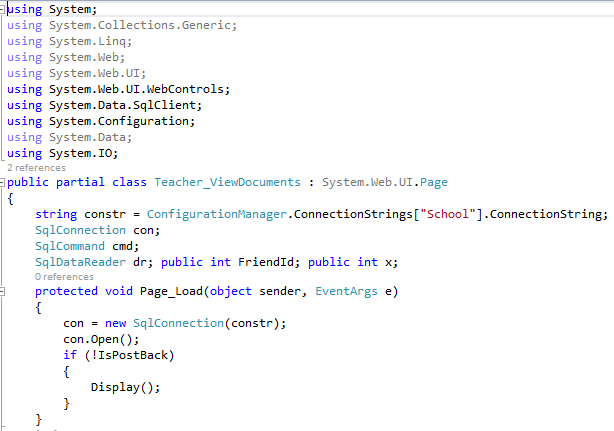 using System;
using System.Collections.Generic;
using System.Linq;
using System.Web;
using System.Web.UI;
using System.Web.UI.WebControls;
using System.Data.SqlClient;
using System.Configuration;
using System.Data;
using System.IO;
2 references
public partial class Teacher_ViewDocuments : System.Web.UI.Page
{
    string constr = ConfigurationManager.ConnectionStrings["School"].ConnectionString;
    SqlConnection con;
    SqlCommand cmd;
    SqlDataReader dr; public int FriendId; public int x;
    0 references
    protected void Page_Load(object sender, EventArgs e)
    {
        con = new SqlConnection(constr);
        con.Open();
        if (!IsPostBack)
        {
            Display();
        }
    }